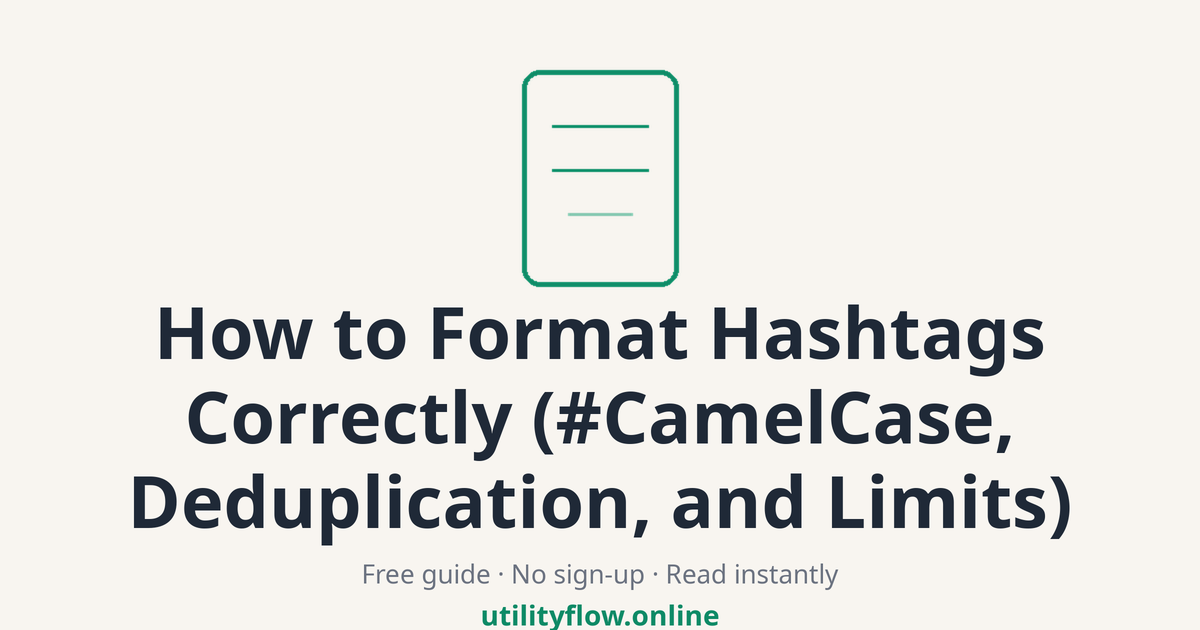 How to Format Hashtags
Correctly (#CamelCase,
Deduplication, and Limits)
Free guide · No sign-up · Read instantly
utilityflow.online